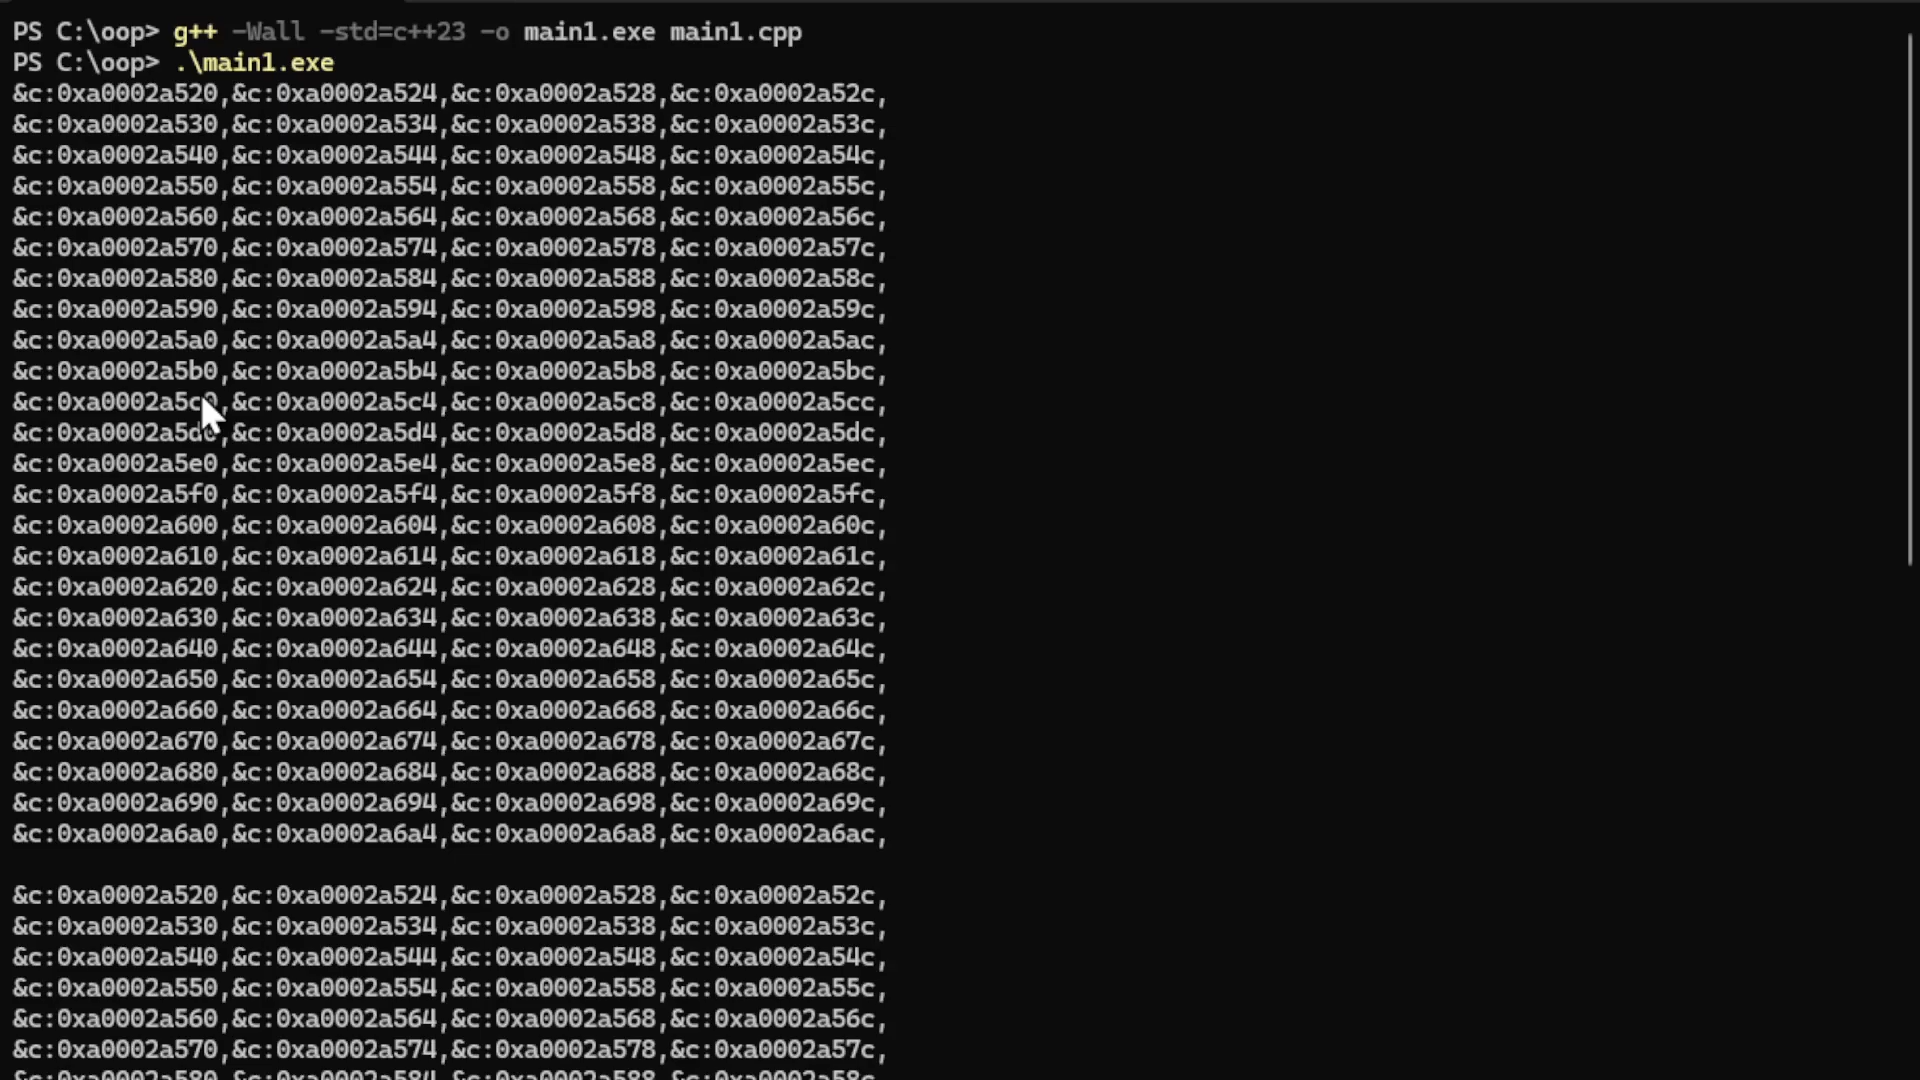 PS C:\oop> g++ -Wall -std=c++23 -o main1.exe main1.cpp
PS C:\oop> .\main1.exe
&c:0xa0002a520,&c:0xa0002a524,&c:0xa0002a528,&c:0xa0002a52c,
&c:0xa0002a530,&c:0xa0002a534,&c:0xa0002a538,&c:0xa0002a53c,
&c:0xa0002a540,&c:0xa0002a544,&c:0xa0002a548,&c:0xa0002a54c,
&c:0xa0002a550,&c:0xa0002a554,&c:0xa0002a558,&c:0xa0002a55c,
&c:0xa0002a560,&c:0xa0002a564,&c:0xa0002a568,&c:0xa0002a56c,
&c:0xa0002a570,&c:0xa0002a574,&c:0xa0002a578,&c:0xa0002a57c,
&c:0xa0002a580,&c:0xa0002a584,&c:0xa0002a588,&c:0xa0002a58c,
&c:0xa0002a590,&c:0xa0002a594,&c:0xa0002a598,&c:0xa0002a59c,
&c:0xa0002a5a0,&c:0xa0002a5a4,&c:0xa0002a5a8,&c:0xa0002a5ac,
&c:0xa0002a5b0,&c:0xa0002a5b4,&c:0xa0002a5b8,&c:0xa0002a5bc,
&c:0xa0002a5c0,&c:0xa0002a5c4,&c:0xa0002a5c8,&c:0xa0002a5cc,
&c:0xa0002a5d0,&c:0xa0002a5d4,&c:0xa0002a5d8,&c:0xa0002a5dc,
&c:0xa0002a5e0,&c:0xa0002a5e4,&c:0xa0002a5e8,&c:0xa0002a5ec,
&c:0xa0002a5f0,&c:0xa0002a5f4,&c:0xa0002a5f8,&c:0xa0002a5fc,
&c:0xa0002a600,&c:0xa0002a604,&c:0xa0002a608,&c:0xa0002a60c,
&c:0xa0002a610,&c:0xa0002a614,&c:0xa0002a618,&c:0xa0002a61c,
&c:0xa0002a620,&c:0xa0002a624,&c:0xa0002a628,&c:0xa0002a62c,
&c:0xa0002a630,&c:0xa0002a634,&c:0xa0002a638,&c:0xa0002a63c,
&c:0xa0002a640,&c:0xa0002a644,&c:0xa0002a648,&c:0xa0002a64c,
&c:0xa0002a650,&c:0xa0002a654,&c:0xa0002a658,&c:0xa0002a65c,
&c:0xa0002a660,&c:0xa0002a664,&c:0xa0002a668,&c:0xa0002a66c,
&c:0xa0002a670,&c:0xa0002a674,&c:0xa0002a678,&c:0xa0002a67c,
&c:0xa0002a680,&c:0xa0002a684,&c:0xa0002a688,&c:0xa0002a68c,
&c:0xa0002a690,&c:0xa0002a694,&c:0xa0002a698,&c:0xa0002a69c,
&c:0xa0002a6a0,&c:0xa0002a6a4,&c:0xa0002a6a8,&c:0xa0002a6ac,
&c:0xa0002a520,&c:0xa0002a524,&c:0xa0002a528,&c:0xa0002a52c,
&c:0xa0002a530,&c:0xa0002a534,&c:0xa0002a538,&c:0xa0002a53c,
&c:0xa0002a540,&c:0xa0002a544,&c:0xa0002a548,&c:0xa0002a54c,
&c:0xa0002a550,&c:0xa0002a554,&c:0xa0002a558,&c:0xa0002a55c,
&c:0xa0002a560,&c:0xa0002a564,&c:0xa0002a568,&c:0xa0002a56c,
&c:0xa0002a570,&c:0xa0002a574,&c:0xa0002a578,&c:0xa0002a57c,
&c:0xa0002a580,&c:0xa0002a584,&c:0xa0002a588,&c:0xa0002a58c,